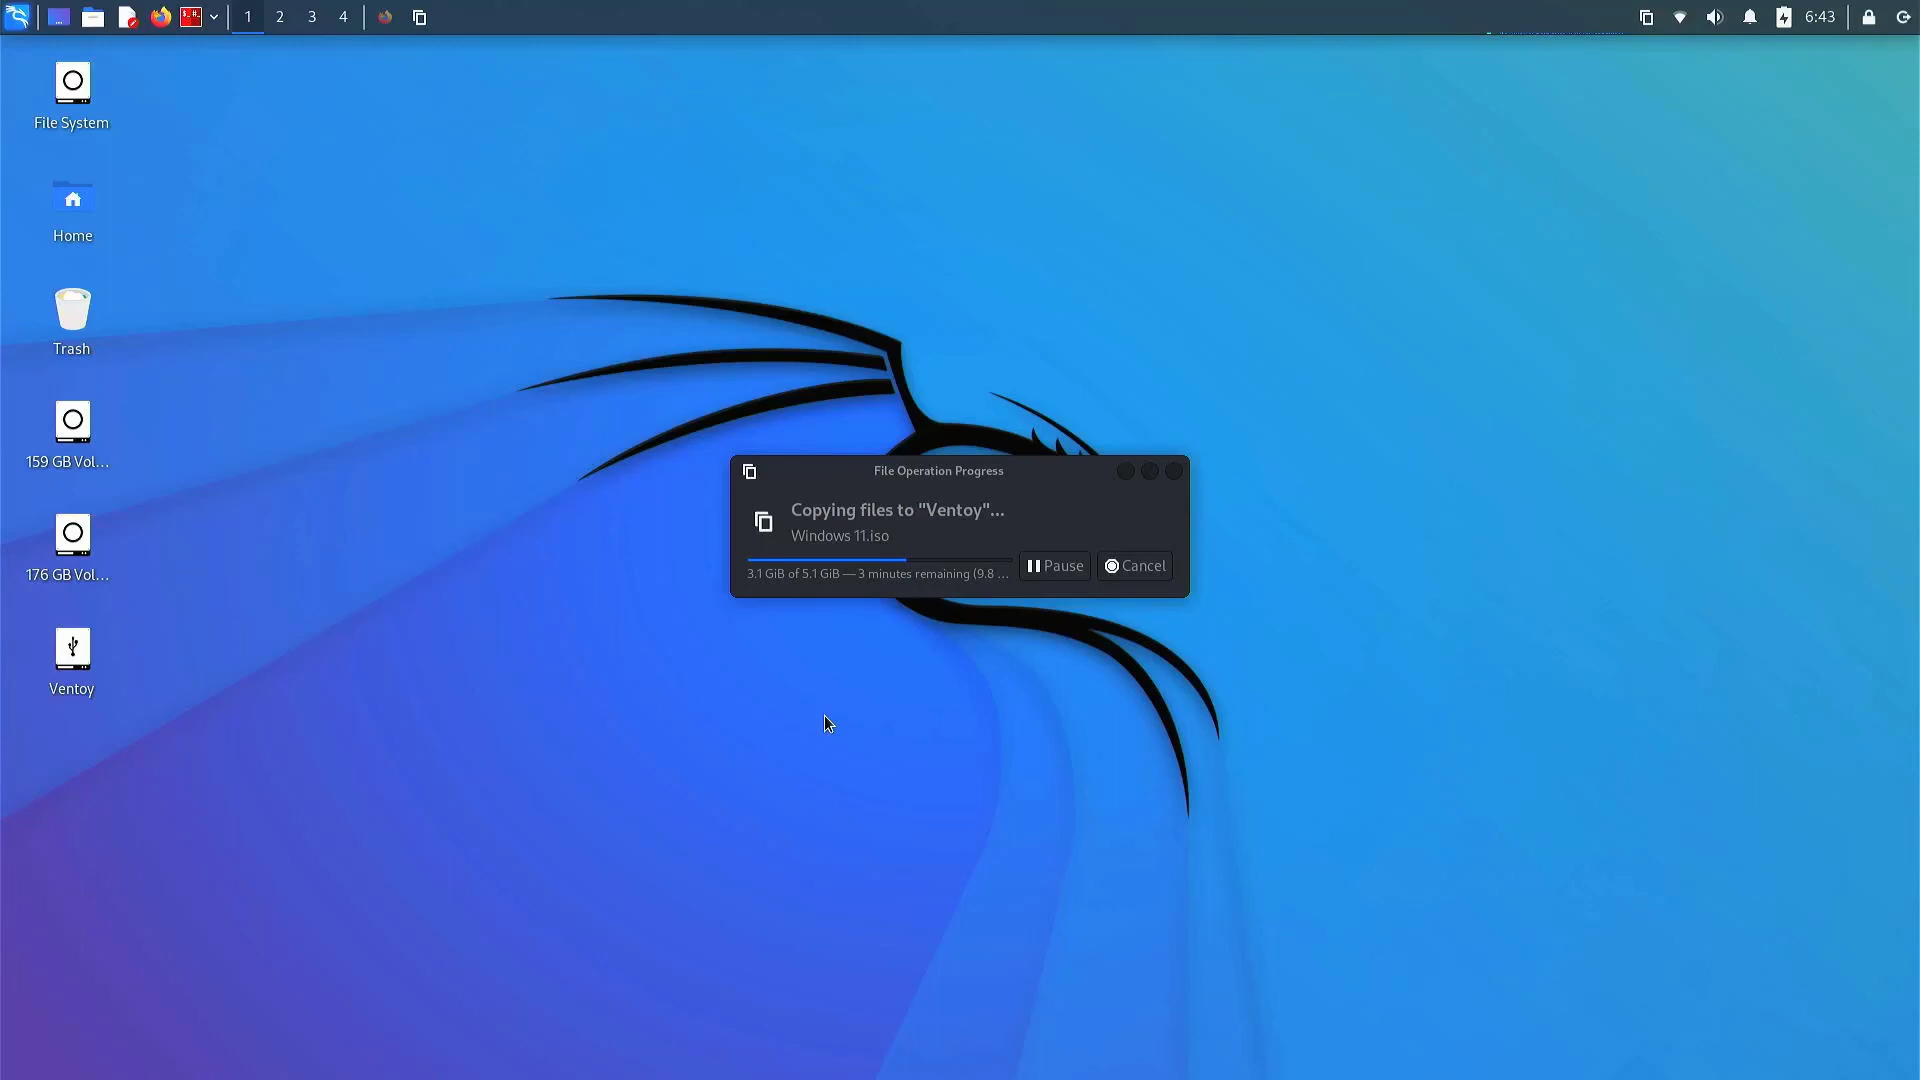 1 2 3 4
6:43
File System
Home
Trash
159 GB Vol...
176 GB Vol...
Ventoy
File Operation Progress
Copying files to "Ventoy"...
Windows 11.iso
3.1 GiB of 5.1 GiB — 3 minutes remaining (9.8 ...
Pause
Cancel